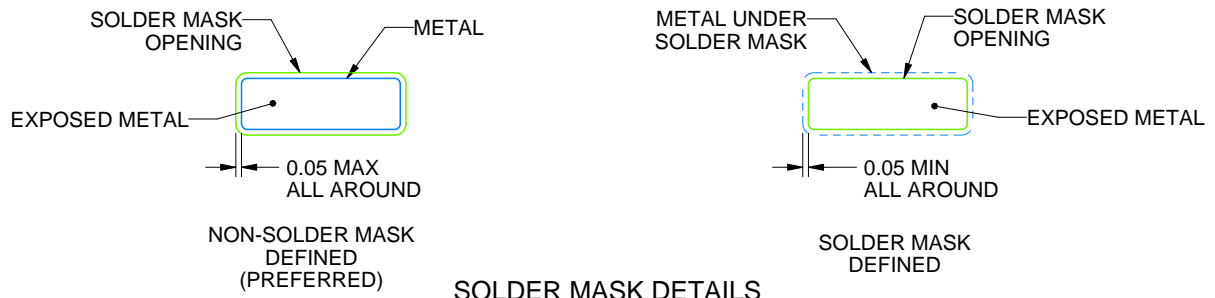 SOLDER MASK
OPENING
METAL
EXPOSED METAL
0.05 MAX
ALL AROUND
NON-SOLDER MASK
DEFINED
(PREFERRED)
METAL UNDER
SOLDER MASK
SOLDER MASK
OPENING
EXPOSED METAL
0.05 MIN
ALL AROUND
SOLDER MASK
DEFINED
SOLDER MASK DETAILS